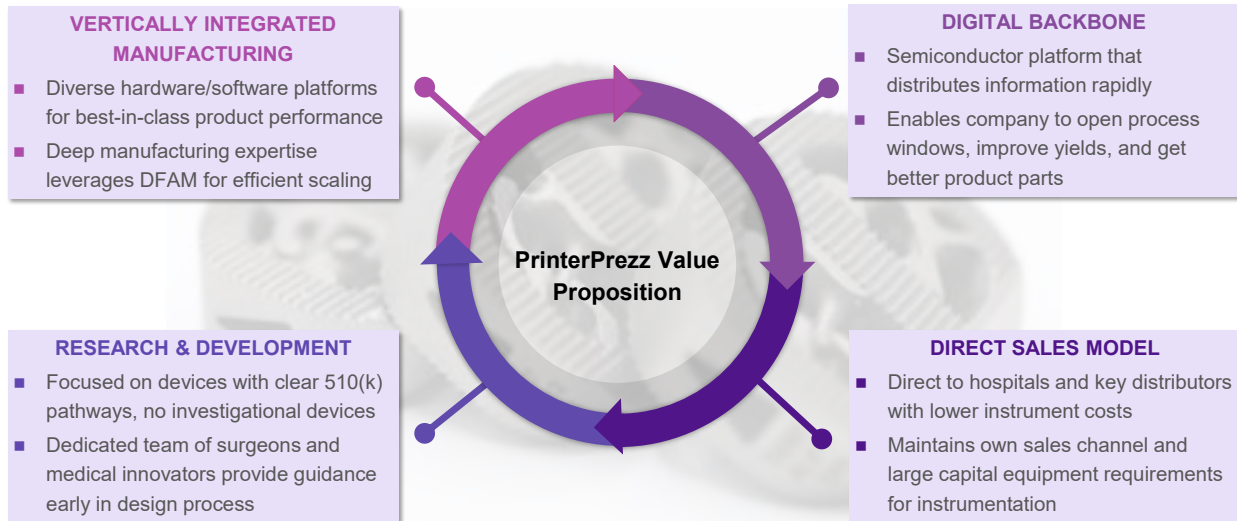 VERTICALLY INTEGRATED
MANUFACTURING
■ Diverse hardware/software platforms
for best-in-class product performance
■ Deep manufacturing expertise
leverages DFAM for efficient scaling
DIGITAL BACKBONE
■ Semiconductor platform that
distributes information rapidly
■ Enables company to open process
windows, improve yields, and get
better product parts
PrinterPrezz Value
Proposition
RESEARCH & DEVELOPMENT
■ Focused on devices with clear 510(k)
pathways, no investigational devices
■ Dedicated team of surgeons and
medical innovators provide guidance
early in design process
DIRECT SALES MODEL
■ Direct to hospitals and key distributors
with lower instrument costs
■ Maintains own sales channel and
large capital equipment requirements
for instrumentation